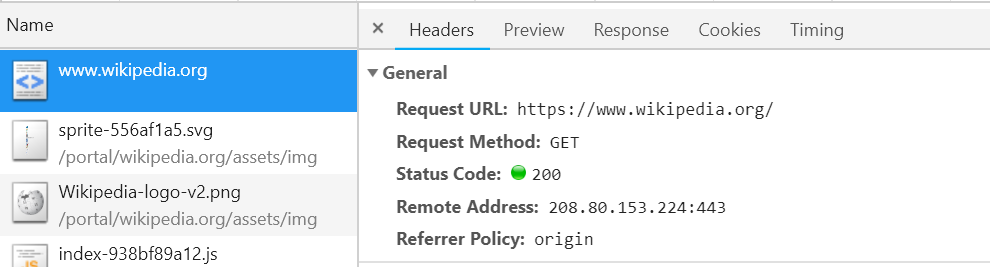 Name
www.wikipedia.org
sprite-556af1a5.svg
/portal/wikipedia.org/assets/img
Wikipedia-logo-v2.png
/portal/wikipedia.org/assets/img
index-938bf89a12.js
JS
× Headers Preview Response Cookies Timing
▼ General
Request URL: https://www.wikipedia.org/
Request Method: GET
Status Code: 200
Remote Address: 208.80.153.224:443
Referrer Policy: origin